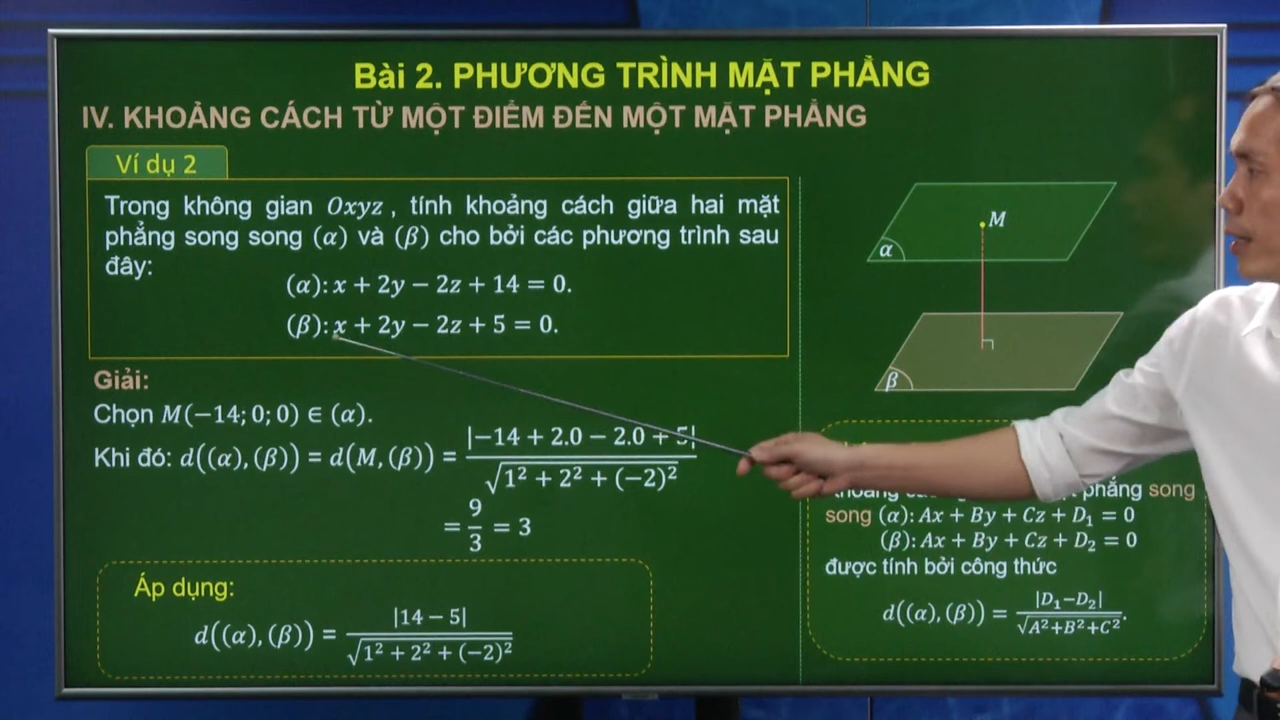 Bài 2. PHƯƠNG TRÌNH MẶT PHẲNG
IV. KHOẢNG CÁCH TỪ MỘT ĐIỂM ĐẾN MỘT MẶT PHẲNG
Ví dụ 2
Trong không gian Oxyz, tính khoảng cách giữa hai mặt
phẳng song song (α) và (β) cho bởi các phương trình sau
đây:
(α): x + 2y − 2z + 14 = 0.
(β): x + 2y − 2z + 5 = 0.
Giải:
Chọn M(−14; 0; 0) ∈ (α).
Khi đó: d((α), (β)) = d(M, (β)) = |−14 + 2.0 − 2.0 + 5| / √(1² + 2² + (−2)²)
= 9/3 = 3
Áp dụng:
d((α), (β)) = |14 − 5| / √(1² + 2² + (−2)²)
M
α
β
phẳng song
song (α): Ax + By + Cz + D₁ = 0
(β): Ax + By + Cz + D₂ = 0
được tính bởi công thức
d((α), (β)) = |D₁−D₂| / √(A²+B²+C²).